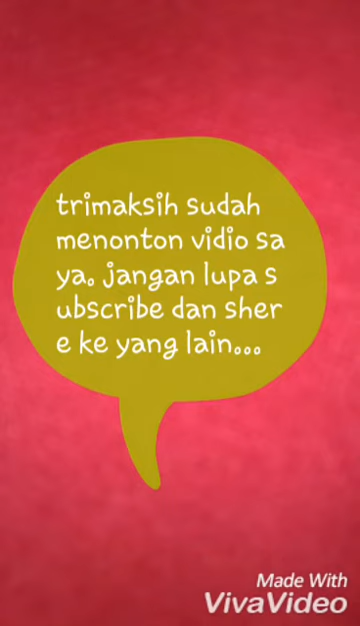 trimaksih sudah
menonton vidio sa
ya. jangan lupa s
ubscribe dan sher
e ke yang lain...
Made With
VivaVideo